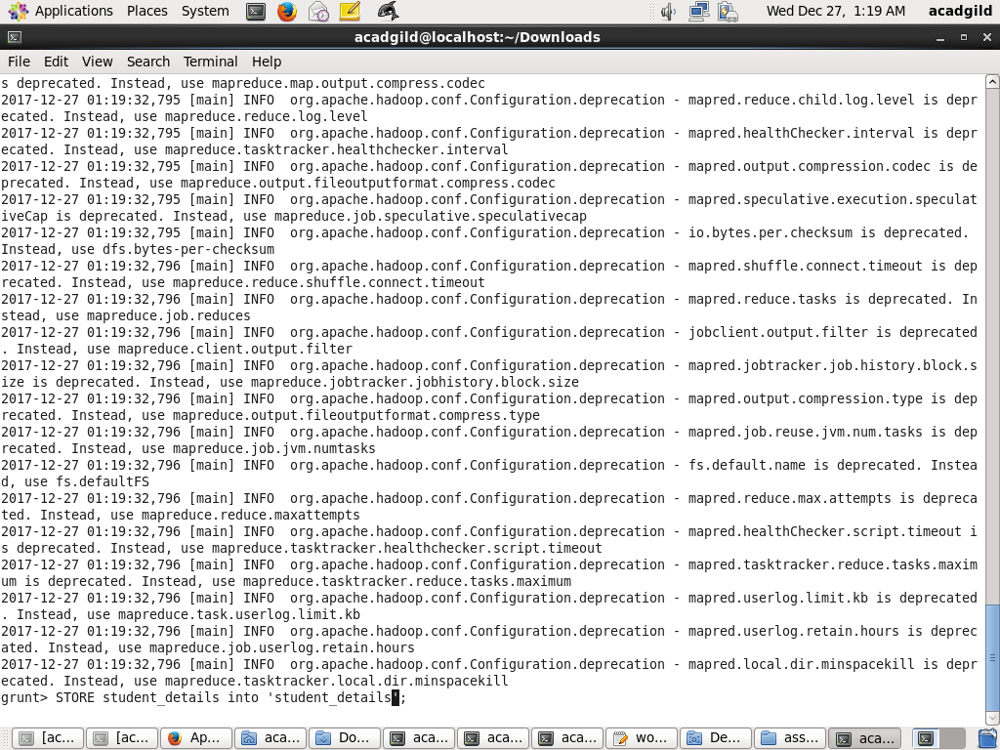 Applications Places System Wed Dec 27, 1:19 AM acadgild
acadgild@localhost:~/Downloads
File Edit View Search Terminal Help
s deprecated. Instead, use mapreduce.map.output.compress.codec
2017-12-27 01:19:32,795 [main] INFO  org.apache.hadoop.conf.Configuration.deprecation - mapred.reduce.child.log.level is depr
ecated. Instead, use mapreduce.reduce.log.level
2017-12-27 01:19:32,795 [main] INFO  org.apache.hadoop.conf.Configuration.deprecation - mapred.healthChecker.interval is depr
ecated. Instead, use mapreduce.tasktracker.healthchecker.interval
2017-12-27 01:19:32,795 [main] INFO  org.apache.hadoop.conf.Configuration.deprecation - mapred.output.compression.codec is de
precated. Instead, use mapreduce.output.fileoutputformat.compress.codec
2017-12-27 01:19:32,795 [main] INFO  org.apache.hadoop.conf.Configuration.deprecation - mapred.speculative.execution.speculat
iveCap is deprecated. Instead, use mapreduce.job.speculative.speculativecap
2017-12-27 01:19:32,795 [main] INFO  org.apache.hadoop.conf.Configuration.deprecation - io.bytes.per.checksum is deprecated.
Instead, use dfs.bytes-per-checksum
2017-12-27 01:19:32,796 [main] INFO  org.apache.hadoop.conf.Configuration.deprecation - mapred.shuffle.connect.timeout is dep
recated. Instead, use mapreduce.reduce.shuffle.connect.timeout
2017-12-27 01:19:32,796 [main] INFO  org.apache.hadoop.conf.Configuration.deprecation - mapred.reduce.tasks is deprecated. In
stead, use mapreduce.job.reduces
2017-12-27 01:19:32,796 [main] INFO  org.apache.hadoop.conf.Configuration.deprecation - jobclient.output.filter is deprecated
. Instead, use mapreduce.client.output.filter
2017-12-27 01:19:32,796 [main] INFO  org.apache.hadoop.conf.Configuration.deprecation - mapred.jobtracker.job.history.block.s
ize is deprecated. Instead, use mapreduce.jobtracker.jobhistory.block.size
2017-12-27 01:19:32,796 [main] INFO  org.apache.hadoop.conf.Configuration.deprecation - mapred.output.compression.type is dep
recated. Instead, use mapreduce.output.fileoutputformat.compress.type
2017-12-27 01:19:32,796 [main] INFO  org.apache.hadoop.conf.Configuration.deprecation - mapred.job.reuse.jvm.num.tasks is dep
recated. Instead, use mapreduce.job.jvm.numtasks
2017-12-27 01:19:32,796 [main] INFO  org.apache.hadoop.conf.Configuration.deprecation - fs.default.name is deprecated. Instea
d, use fs.defaultFS
2017-12-27 01:19:32,796 [main] INFO  org.apache.hadoop.conf.Configuration.deprecation - mapred.reduce.max.attempts is depreca
ted. Instead, use mapreduce.reduce.maxattempts
2017-12-27 01:19:32,796 [main] INFO  org.apache.hadoop.conf.Configuration.deprecation - mapred.healthChecker.script.timeout i
s deprecated. Instead, use mapreduce.tasktracker.healthchecker.script.timeout
2017-12-27 01:19:32,796 [main] INFO  org.apache.hadoop.conf.Configuration.deprecation - mapred.tasktracker.reduce.tasks.maxim
um is deprecated. Instead, use mapreduce.tasktracker.reduce.tasks.maximum
2017-12-27 01:19:32,796 [main] INFO  org.apache.hadoop.conf.Configuration.deprecation - mapred.userlog.limit.kb is deprecated
. Instead, use mapreduce.task.userlog.limit.kb
2017-12-27 01:19:32,796 [main] INFO  org.apache.hadoop.conf.Configuration.deprecation - mapred.userlog.retain.hours is deprec
ated. Instead, use mapreduce.job.userlog.retain.hours
2017-12-27 01:19:32,796 [main] INFO  org.apache.hadoop.conf.Configuration.deprecation - mapred.local.dir.minspacekill is depr
ecated. Instead, use mapreduce.tasktracker.local.dir.minspacekill
grunt> STORE student_details into 'student_details';
[ac... [ac... Ap... aca... Do... aca... aca... aca... wo... De... ass... aca...